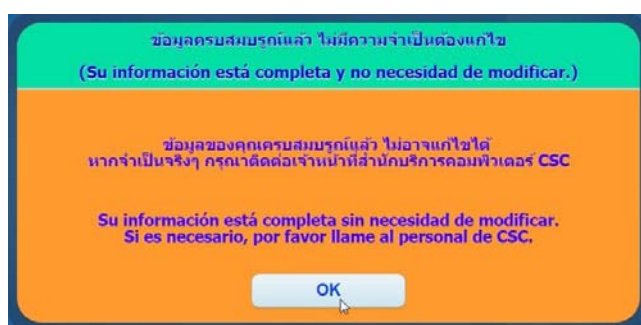 ข้อมูลครบสมบรูณ์แล้ว ไม่มีความจำเป็นต้องแก้ไข
(Su información está completa y no necesidad de modificar.)
ข้อมูลของคุณครบสมบรูณ์แล้ว ไม่อาจแก้ไขได้
หากจำเป็นจริงๆ กรุณาติดต่อเจ้าหน้าที่สำนักบริการคอมพิวเตอร์ CSC
Su información está completa sin necesidad de modificar.
Si es necesario, por favor llame al personal de CSC.
OK